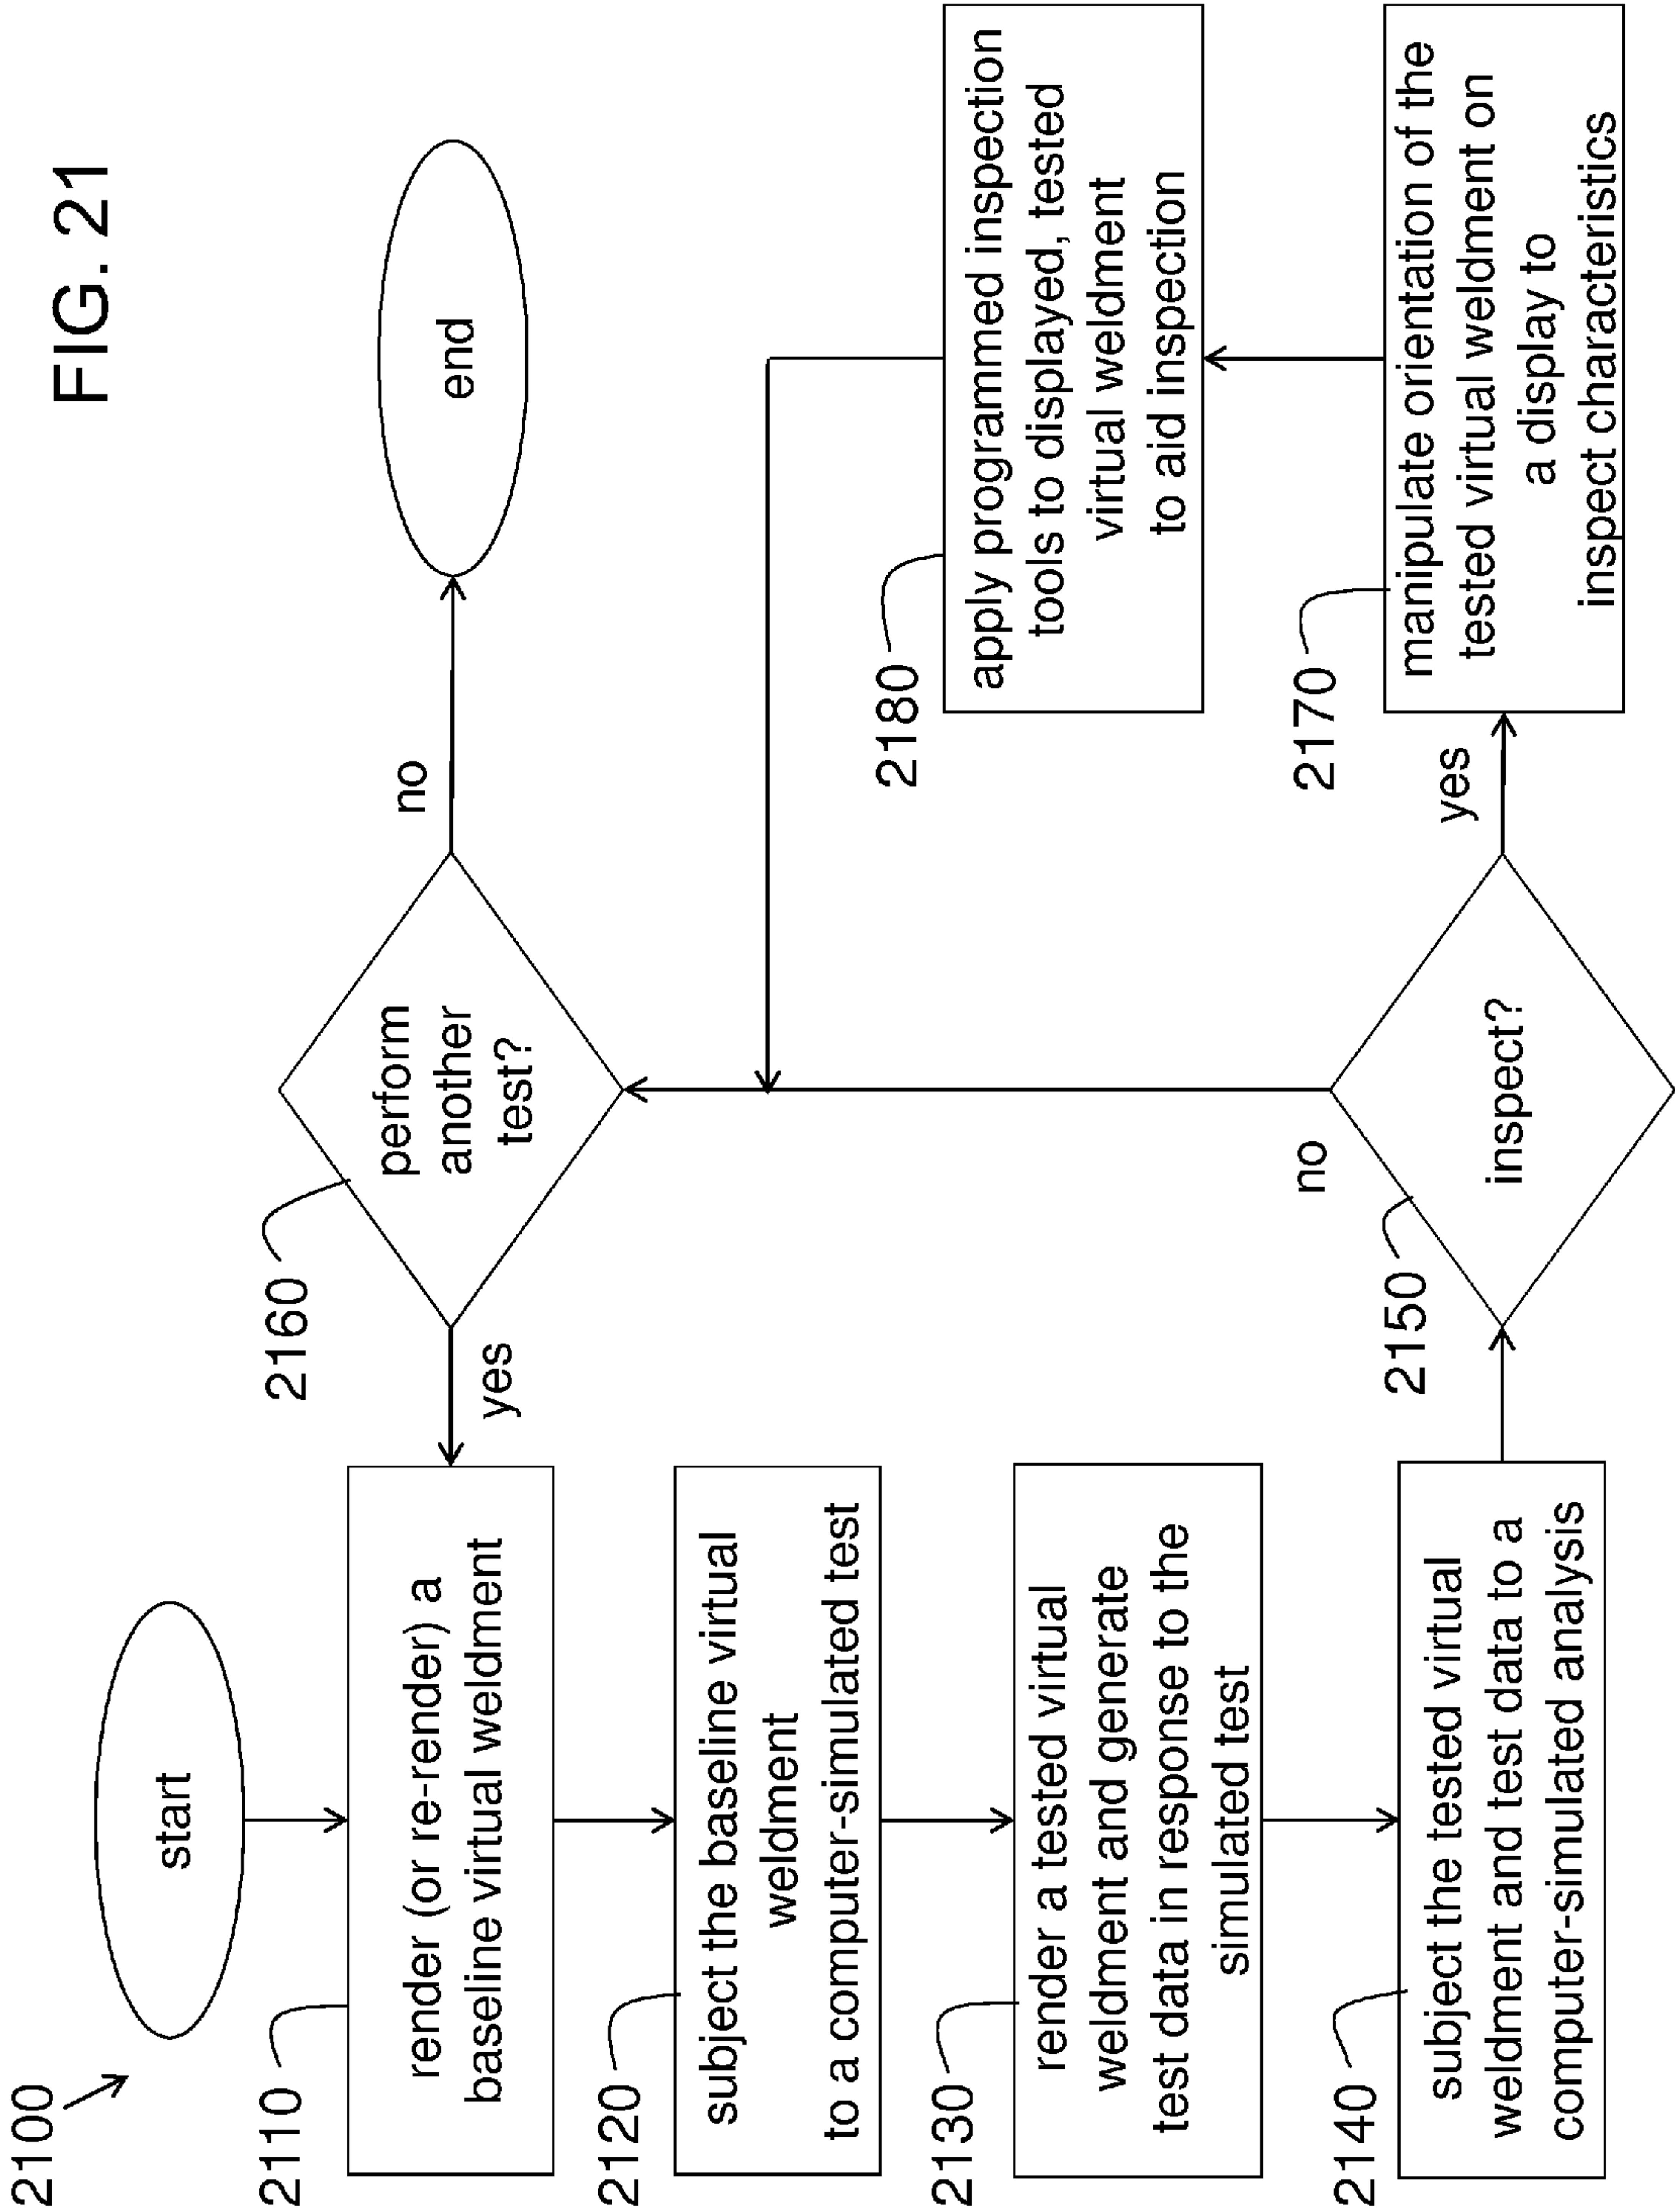 FIG. 21
2100
start
2110
render (or re-render) a
baseline virtual weldment
2120
subject the baseline virtual
weldment
to a computer-simulated test
2130
render a tested virtual
weldment and generate
test data in response to the
simulated test
2140
subject the tested virtual
weldment and test data to a
computer-simulated analysis
2150
inspect?
no
yes
2160
perform
another
test?
yes
no
end
2170
manipulate orientation of the
tested virtual weldment on
a display to
inspect characteristics
2180
apply programmed inspection
tools to displayed, tested
virtual weldment
to aid inspection